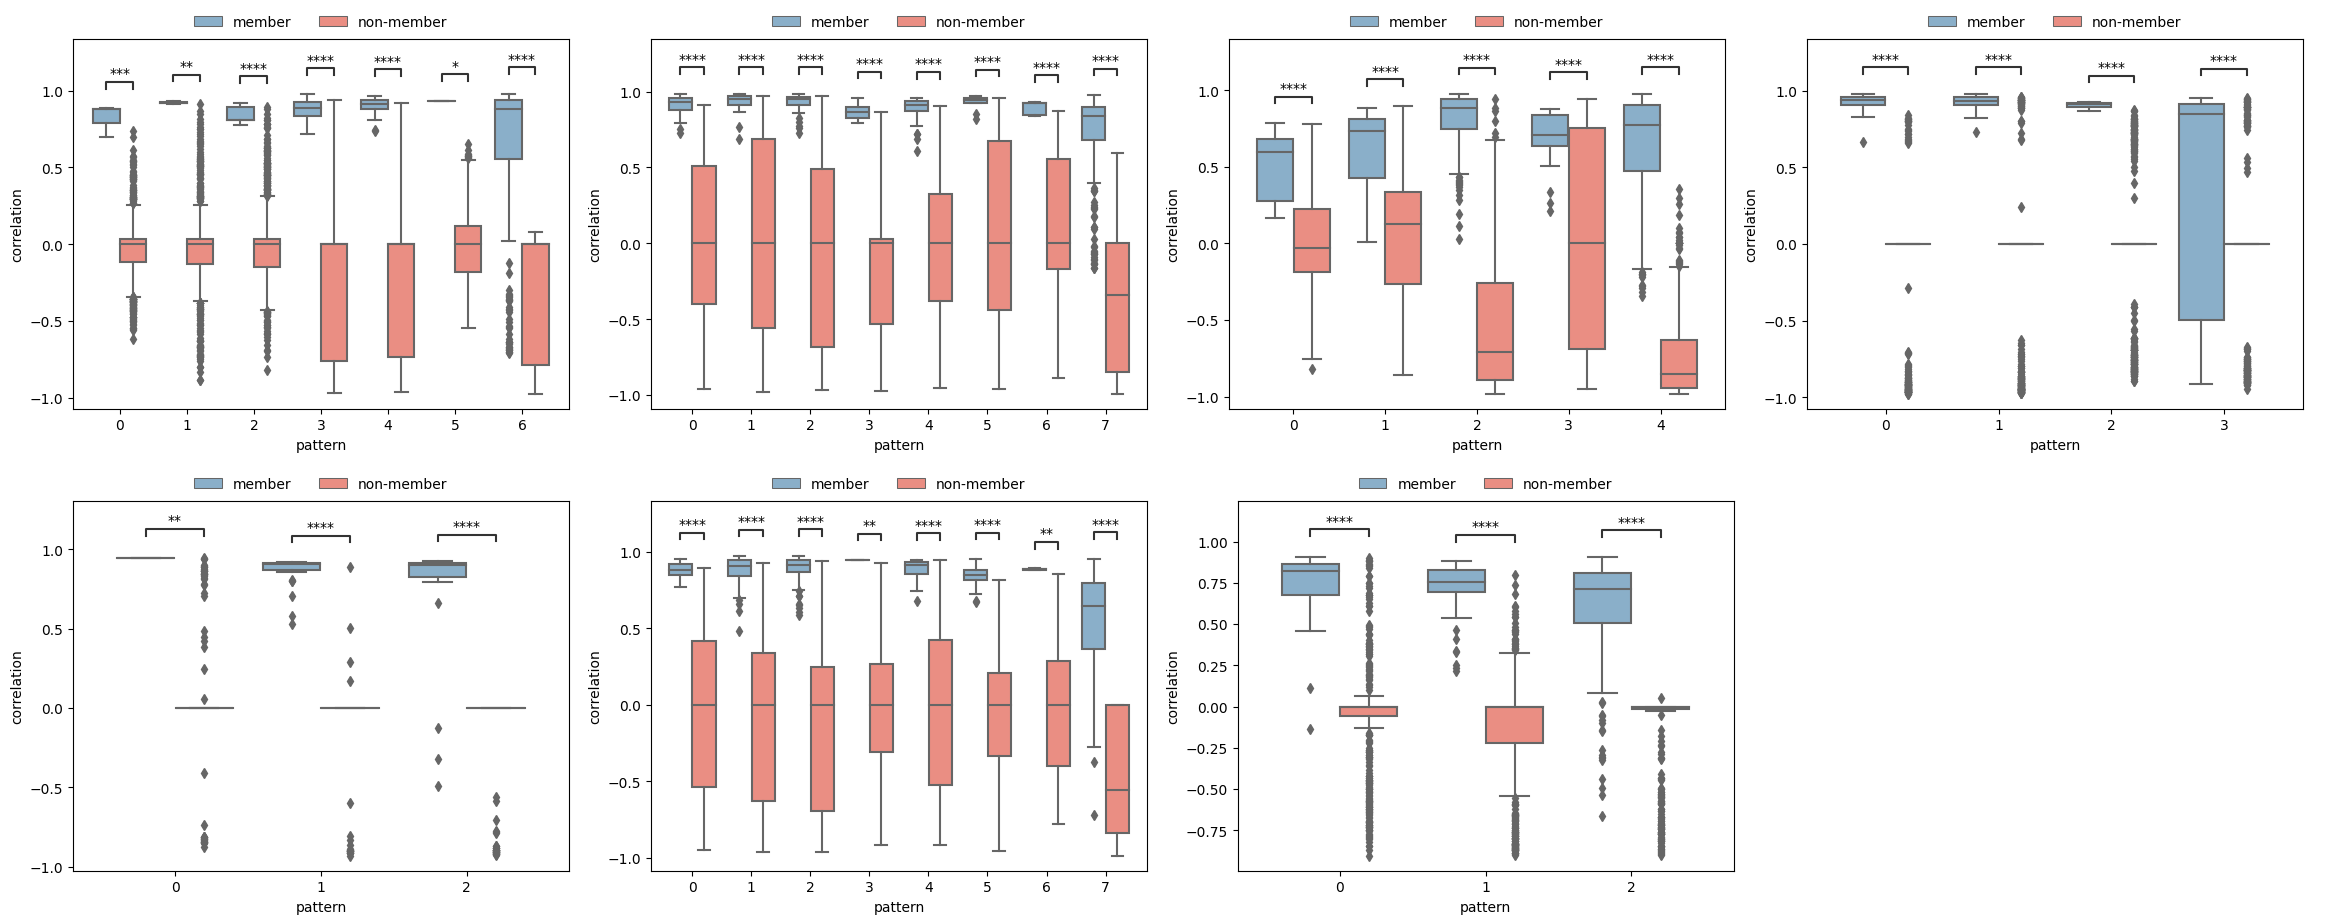 member non-member
*** ** **** **** **** * ****
1.0
0.5
0.0
−0.5
−1.0
correlation
0 1 2 3 4 5 6
pattern
member non-member
**** **** **** **** **** **** **** ****
1.0
0.5
0.0
−0.5
−1.0
correlation
0 1 2 3 4 5 6 7
pattern
member non-member
**** **** **** **** ****
1.0
0.5
0.0
−0.5
−1.0
correlation
0 1 2 3 4
pattern
member non-member
**** **** **** ****
1.0
0.5
0.0
−0.5
−1.0
correlation
0 1 2 3
pattern
member non-member
** **** ****
1.0
0.5
0.0
−0.5
−1.0
correlation
0 1 2
pattern
member non-member
**** **** **** ** **** **** ** ****
1.0
0.5
0.0
−0.5
−1.0
correlation
0 1 2 3 4 5 6 7
pattern
member non-member
**** **** ****
1.00
0.75
0.50
0.25
0.00
−0.25
−0.50
−0.75
correlation
0 1 2
pattern